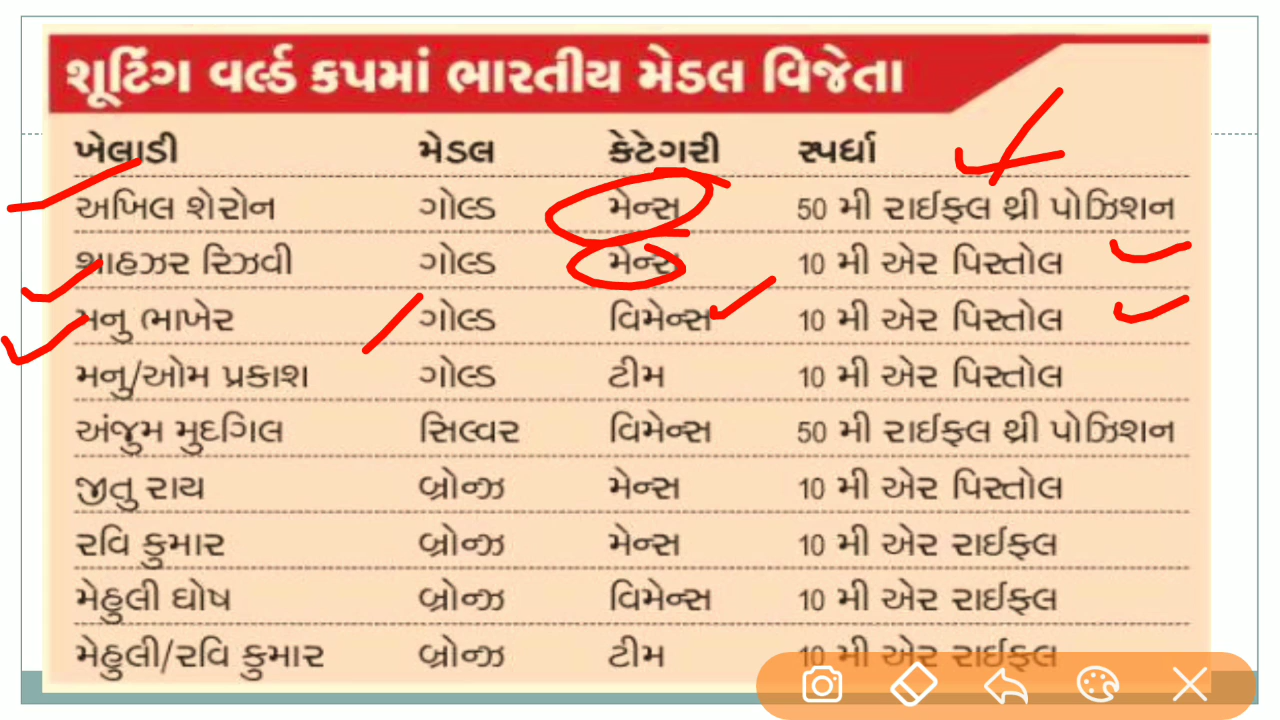 શૂટિંગ વર્લ્ડ કપમાં ભારતીય મેડલ વિજેતા
ખેલાડી મેડલ કેટેગરી સ્પર્ધા
અખિલ શેરોન ગોલ્ડ મેન્સ 50 મી રાઈફલ થ્રી પોઝિશન
શાહઝર રિઝવી ગોલ્ડ મેન્સ 10 મી એર પિસ્તોલ
મનુ ભાખેર ગોલ્ડ વિમેન્સ 10 મી એર પિસ્તોલ
મનુ/ઓમ પ્રકાશ ગોલ્ડ ટીમ 10 મી એર પિસ્તોલ
અંજુમ મુદગિલ સિલ્વર વિમેન્સ 50 મી રાઈફલ થ્રી પોઝિશન
જીતુ રાય બ્રોન્ઝ મેન્સ 10 મી એર પિસ્તોલ
રવિ કુમાર બ્રોન્ઝ મેન્સ 10 મી એર રાઈફલ
મેહુલી ઘોષ બ્રોન્ઝ વિમેન્સ 10 મી એર રાઈફલ
મેહુલી/રવિ કુમાર બ્રોન્ઝ ટીમ 10 મી એર રાઈફલ